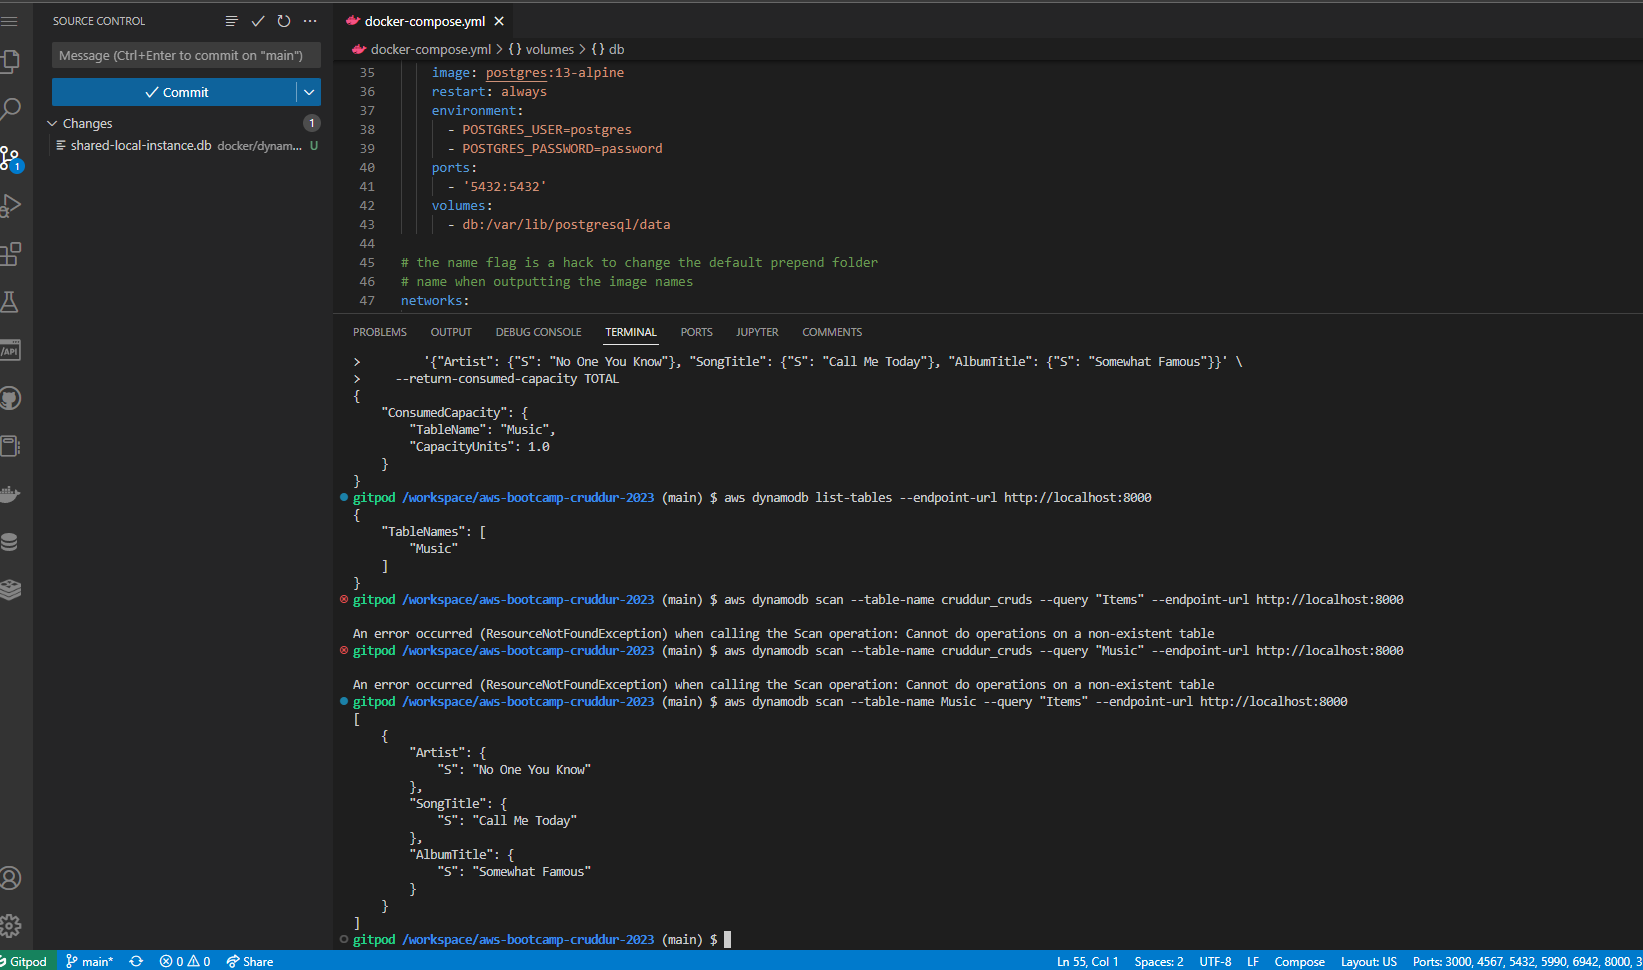 SOURCE CONTROL
docker-compose.yml
Message (Ctrl+Enter to commit on "main")
docker-compose.yml > {} volumes > {} db
Commit
Changes
1
shared-local-instance.db docker/dynam... U
1
35 image: postgres:13-alpine
36 restart: always
37 environment:
38 - POSTGRES_USER=postgres
39 - POSTGRES_PASSWORD=password
40 ports:
41 - '5432:5432'
42 volumes:
43 - db:/var/lib/postgresql/data
44
45 # the name flag is a hack to change the default prepend folder
46 # name when outputting the image names
47 networks:
/API
PROBLEMS OUTPUT DEBUG CONSOLE TERMINAL PORTS JUPYTER COMMENTS
> '{"Artist": {"S": "No One You Know"}, "SongTitle": {"S": "Call Me Today"}, "AlbumTitle": {"S": "Somewhat Famous"}}' \
> --return-consumed-capacity TOTAL
{
"ConsumedCapacity": {
"TableName": "Music",
"CapacityUnits": 1.0
}
}
gitpod /workspace/aws-bootcamp-cruddur-2023 (main) $ aws dynamodb list-tables --endpoint-url http://localhost:8000
{
"TableNames": [
"Music"
]
}
gitpod /workspace/aws-bootcamp-cruddur-2023 (main) $ aws dynamodb scan --table-name cruddur_cruds --query "Items" --endpoint-url http://localhost:8000
An error occurred (ResourceNotFoundException) when calling the Scan operation: Cannot do operations on a non-existent table
gitpod /workspace/aws-bootcamp-cruddur-2023 (main) $ aws dynamodb scan --table-name cruddur_cruds --query "Music" --endpoint-url http://localhost:8000
An error occurred (ResourceNotFoundException) when calling the Scan operation: Cannot do operations on a non-existent table
gitpod /workspace/aws-bootcamp-cruddur-2023 (main) $ aws dynamodb scan --table-name Music --query "Items" --endpoint-url http://localhost:8000
[
{
"Artist": {
"S": "No One You Know"
},
"SongTitle": {
"S": "Call Me Today"
},
"AlbumTitle": {
"S": "Somewhat Famous"
}
}
]
gitpod /workspace/aws-bootcamp-cruddur-2023 (main) $
Gitpod main* 0 0 Share Ln 55, Col 1 Spaces: 2 UTF-8 LF Compose Layout: US Ports: 3000, 4567, 5432, 5990, 6942, 8000, 3